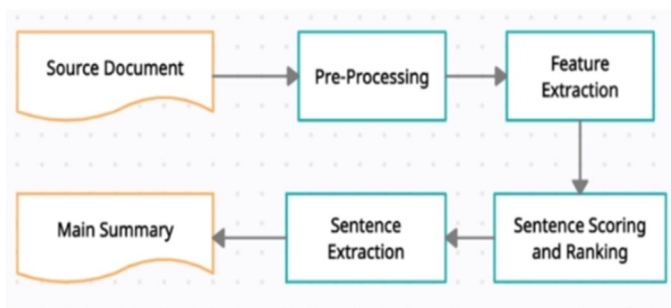 Source Document
Pre-Processing
Feature
Extraction
Main Summary
Sentence
Extraction
Sentence Scoring
and Ranking